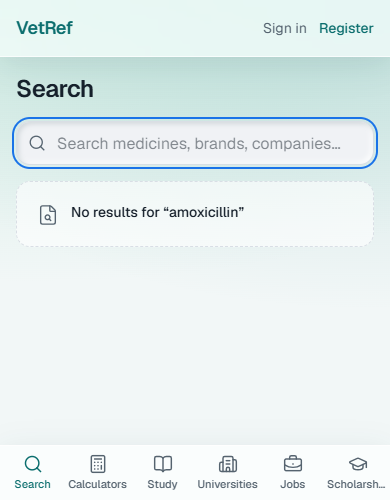 VetRef
Sign in Register
Search
Search medicines, brands, companies...
No results for “amoxicillin”
Search Calculators Study Universities Jobs Scholarsh...